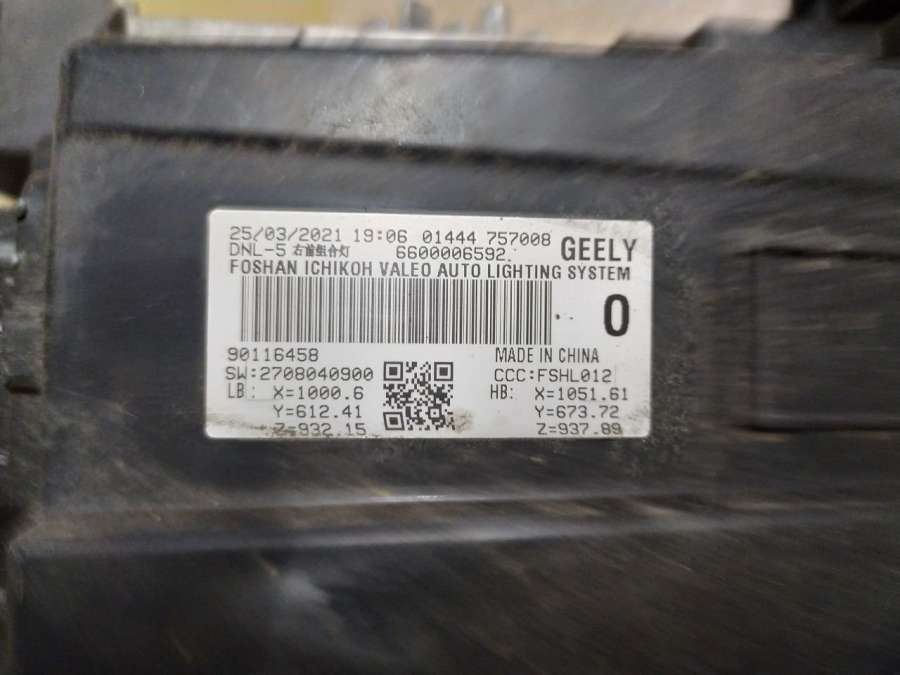 25/03/2021 19:06 01444 757008
DNL-5 右前组合灯 6600006592.
GEELY
FOSHAN ICHIKOH VALEO AUTO LIGHTING SYSTEM
0
90116458
MADE IN CHINA
SW:2708040900
CCC:FSHL012
LB: X=1000.6
HB: X=1051.61
Y=612.41
Y=673.72
Z=932.15
Z=937.89